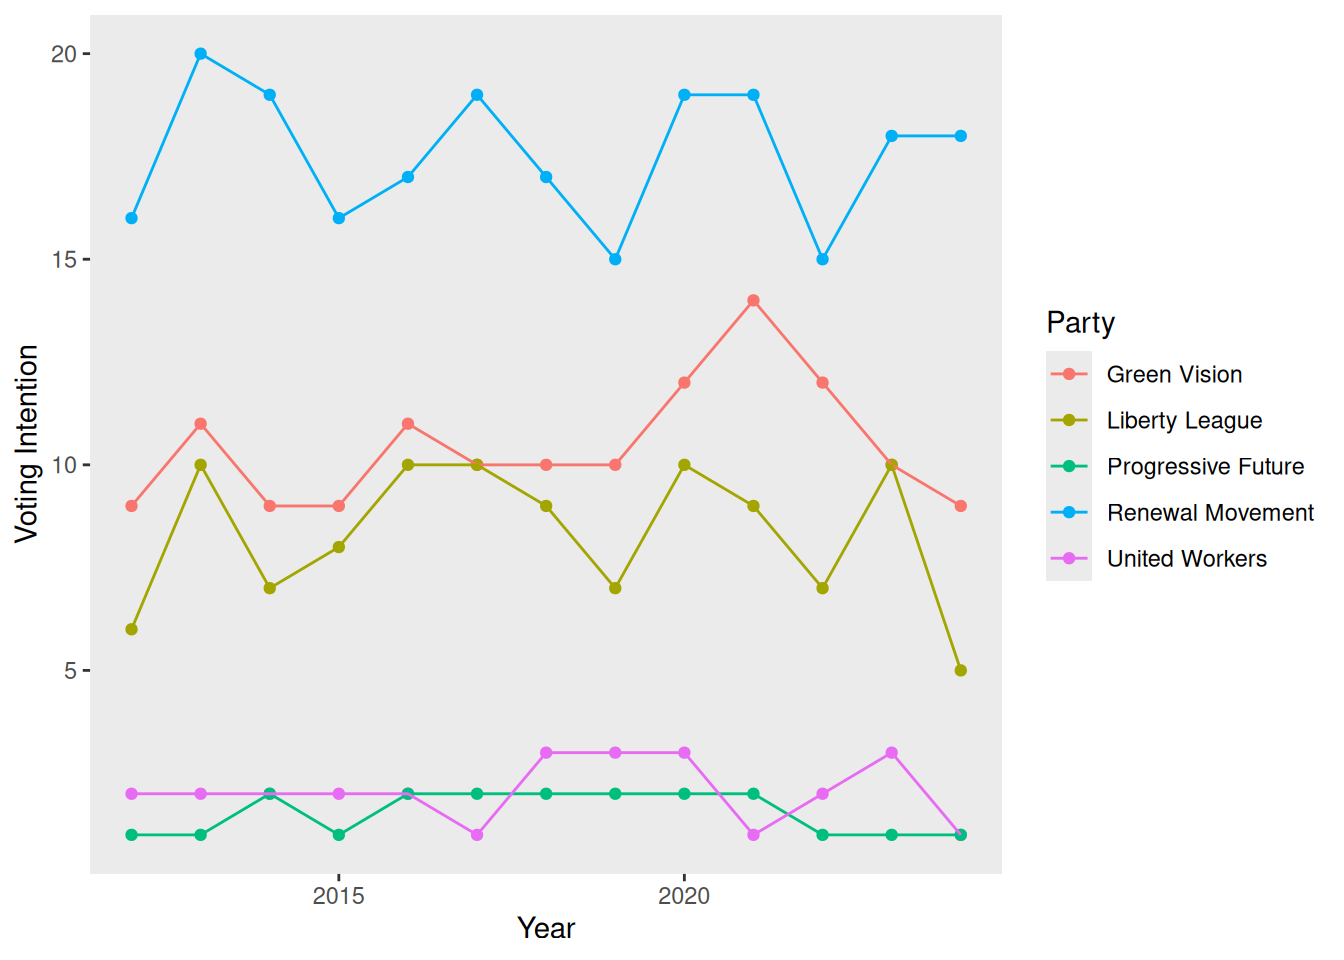 20
15
10
5
Voting Intention
2015
2020
Year
Party
Green Vision
Liberty League
Progressive Future
Renewal Movement
United Workers